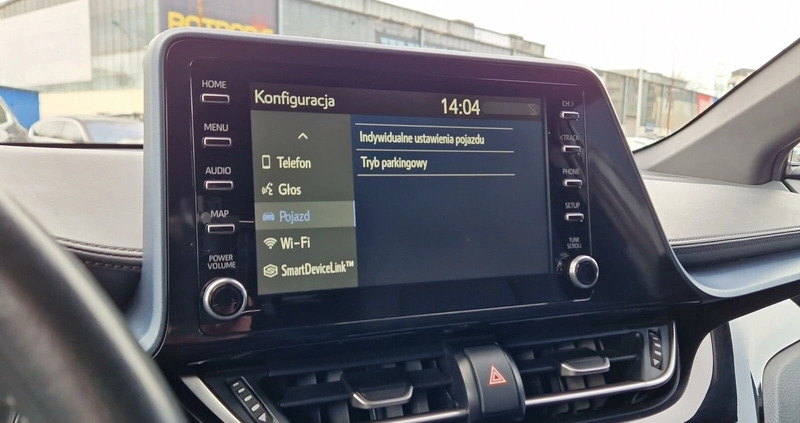 HOME
MENU
AUDIO
MAP
POWER
VOLUME
Konfiguracja
14:04
Telefon
Głos
Pojazd
Wi-Fi
SmartDeviceLink™
Indywidualne ustawienia pojazdu
Tryb parkingowy
CH >
< TRACK
PHONE
SETUP
TUNE
SCROLL